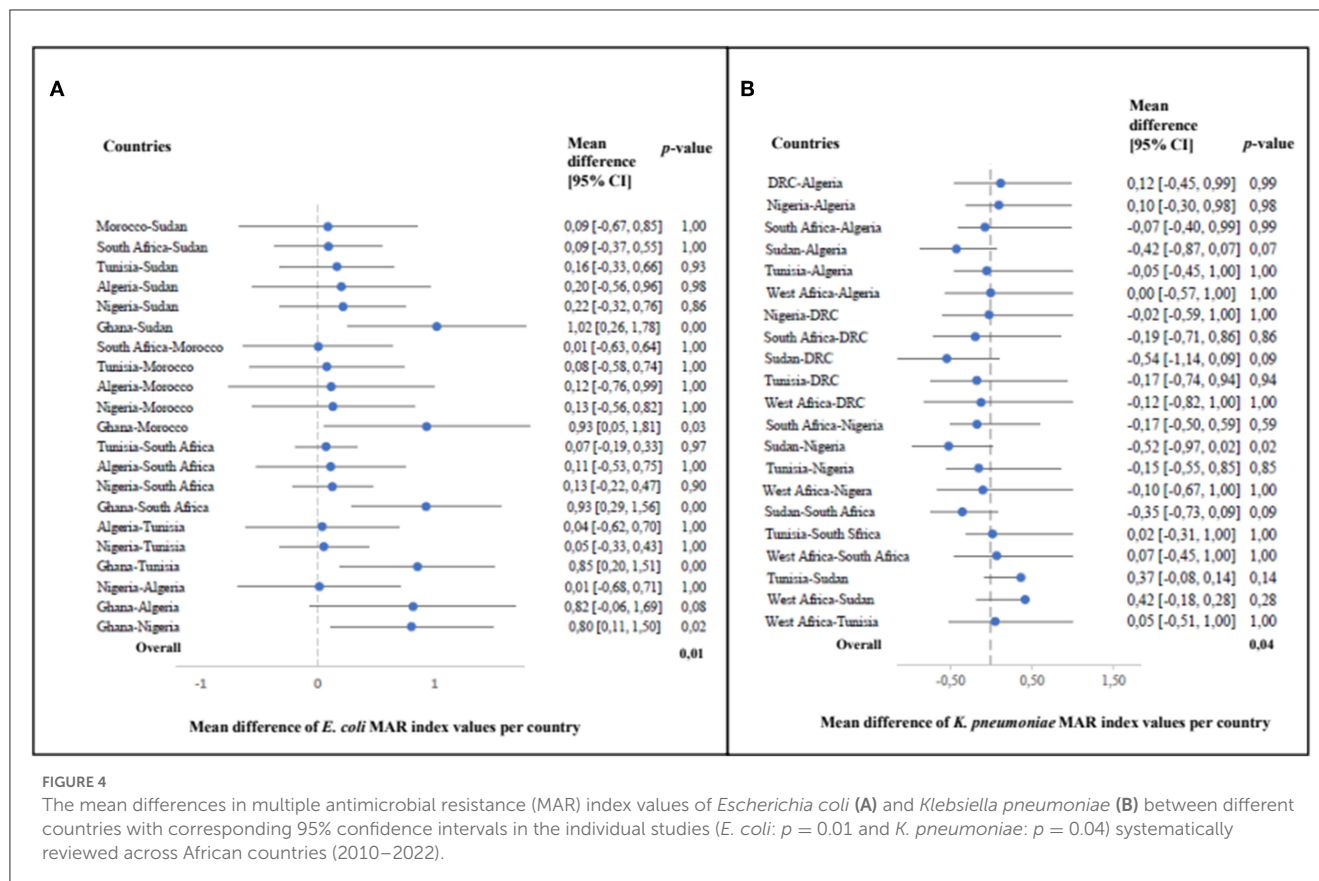 A
Countries
Mean
difference
[95% CI]
p-value
Morocco-Sudan 0,09 [-0,67, 0,85] 1,00
South Africa-Sudan 0,09 [-0,37, 0,55] 1,00
Tunisia-Sudan 0,16 [-0,33, 0,66] 0,93
Algeria-Sudan 0,20 [-0,56, 0,96] 0,98
Nigeria-Sudan 0,22 [-0,32, 0,76] 0,86
Ghana-Sudan 1,02 [0,26, 1,78] 0,00
South Africa-Morocco 0,01 [-0,63, 0,64] 1,00
Tunisia-Morocco 0,08 [-0,58, 0,74] 1,00
Algeria-Morocco 0,12 [-0,76, 0,99] 1,00
Nigeria-Morocco 0,13 [-0,56, 0,82] 1,00
Ghana-Morocco 0,93 [0,05, 1,81] 0,03
Tunisia-South Africa 0,07 [-0,19, 0,33] 0,97
Algeria-South Africa 0,11 [-0,53, 0,75] 1,00
Nigeria-South Africa 0,13 [-0,22, 0,47] 0,90
Ghana-South Africa 0,93 [0,29, 1,56] 0,00
Algeria-Tunisia 0,04 [-0,62, 0,70] 1,00
Nigeria-Tunisia 0,05 [-0,33, 0,43] 1,00
Ghana-Tunisia 0,85 [0,20, 1,51] 0,00
Nigeria-Algeria 0,01 [-0,68, 0,71] 1,00
Ghana-Algeria 0,82 [-0,06, 1,69] 0,08
Ghana-Nigeria 0,80 [0,11, 1,50] 0,02
Overall 0,01
-1 0 1
Mean difference of E. coli MAR index values per country
B
Countries
Mean
difference
[95% CI]
p-value
DRC-Algeria 0,12 [-0,45, 0,99] 0,99
Nigeria-Algeria 0,10 [-0,30, 0,98] 0,98
South Africa-Algeria -0,07 [-0,40, 0,99] 0,99
Sudan-Algeria -0,42 [-0,87, 0,07] 0,07
Tunisia-Algeria -0,05 [-0,45, 1,00] 1,00
West Africa-Algeria 0,00 [-0,57, 1,00] 1,00
Nigeria-DRC -0,02 [-0,59, 1,00] 1,00
South Africa-DRC -0,19 [-0,71, 0,86] 0,86
Sudan-DRC -0,54 [-1,14, 0,09] 0,09
Tunisia-DRC -0,17 [-0,74, 0,94] 0,94
West Africa-DRC -0,12 [-0,82, 1,00] 1,00
South Africa-Nigeria -0,17 [-0,50, 0,59] 0,59
Sudan-Nigeria -0,52 [-0,97, 0,02] 0,02
Tunisia-Nigeria -0,15 [-0,55, 0,85] 0,85
West Africa-Nigera -0,10 [-0,67, 1,00] 1,00
Sudan-South Africa -0,35 [-0,73, 0,09] 0,09
Tunisia-South Sfrica 0,02 [-0,31, 1,00] 1,00
West Africa-South Africa 0,07 [-0,45, 1,00] 1,00
Tunisia-Sudan 0,37 [-0,08, 0,14] 0,14
West Africa-Sudan 0,42 [-0,18, 0,28] 0,28
West Africa-Tunisia 0,05 [-0,51, 1,00] 1,00
Overall 0,04
-0,50 0,50 1,50
Mean difference of K. pneumoniae MAR index values per country
FIGURE 4
The mean differences in multiple antimicrobial resistance (MAR) index values of Escherichia coli (A) and Klebsiella pneumoniae (B) between different
countries with corresponding 95% confidence intervals in the individual studies (E. coli: p = 0.01 and K. pneumoniae: p = 0.04) systematically
reviewed across African countries (2010–2022).